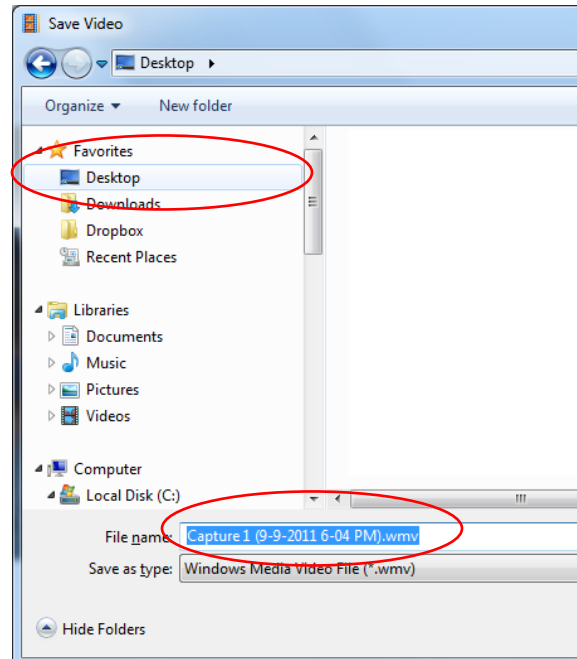 Save Video
Desktop
Organize New folder
Favorites
Desktop
Downloads
Dropbox
Recent Places
Libraries
Documents
Music
Pictures
Videos
Computer
Local Disk (C:)
File name: Capture 1 (9-9-2011 6-04 PM).wmv
Save as type: Windows Media Video File (*.wmv)
Hide Folders